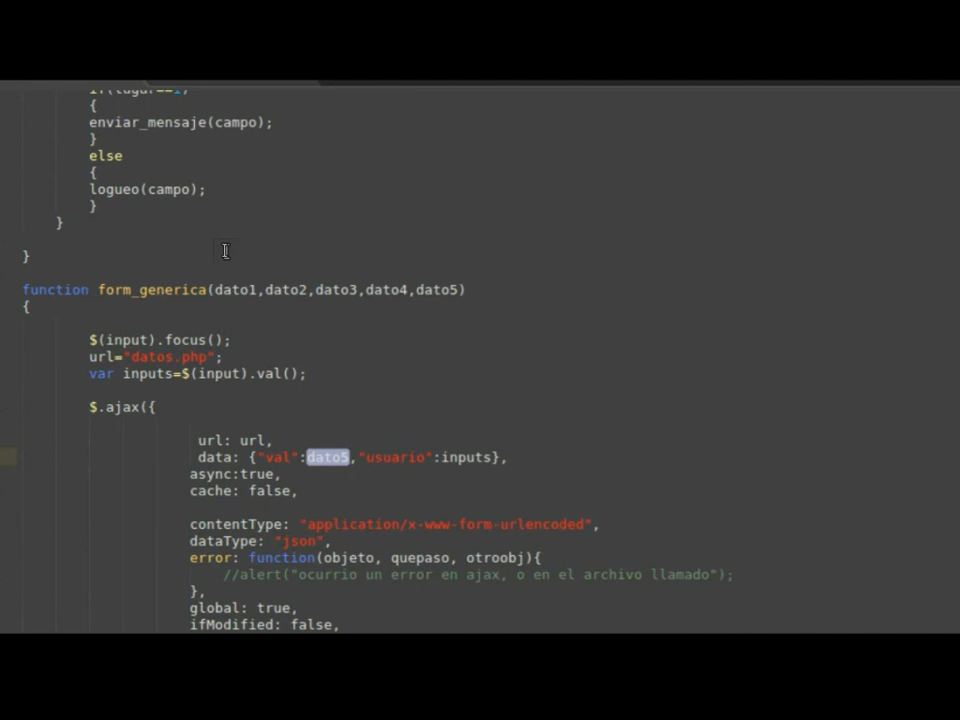 if(lugar==1)
{
enviar_mensaje(campo);
}
else
{
logueo(campo);
}
}
}
function form_generica(dato1,dato2,dato3,dato4,dato5)
{
$(input).focus();
url="datos.php";
var inputs=$(input).val();
$.ajax({
url: url,
data: {"val":dato5,"usuario":inputs},
async:true,
cache: false,
contentType: "application/x-www-form-urlencoded",
dataType: "json",
error: function(objeto, quepaso, otroobj){
//alert("ocurrio un error en ajax, o en el archivo llamado");
},
global: true,
ifModified: false,